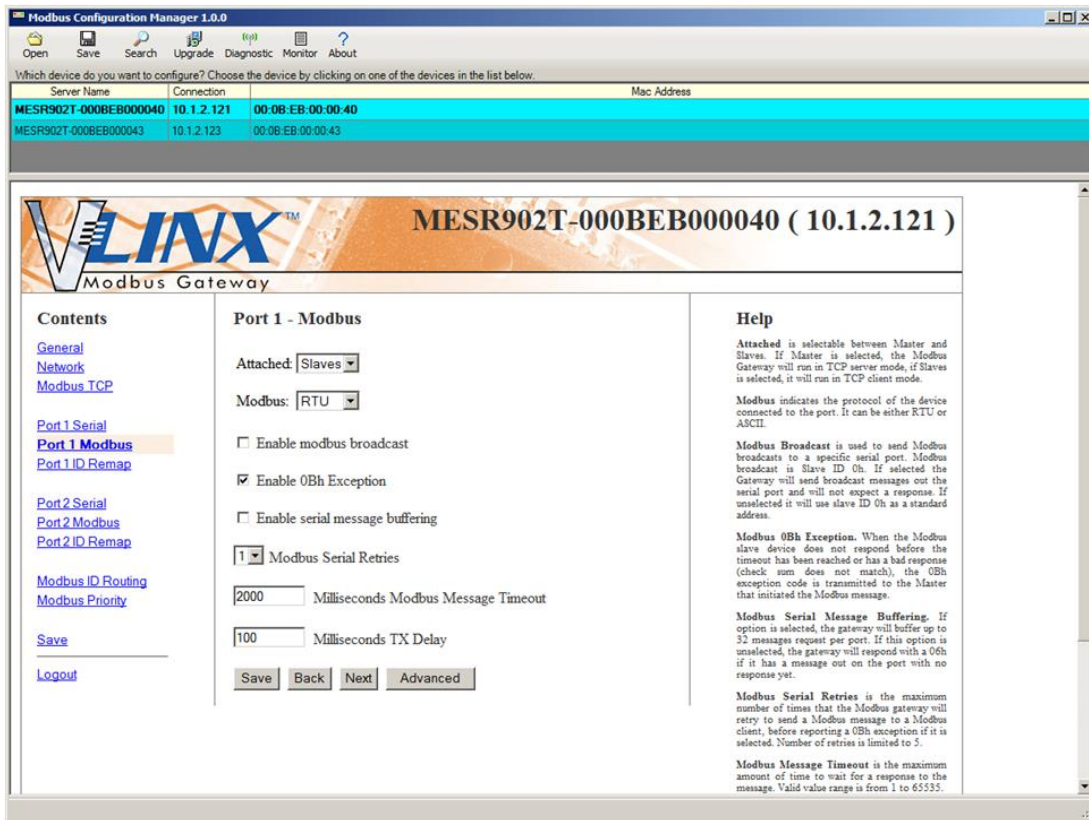 Modbus Configuration Manager 1.0.0
Open Save Search Upgrade Diagnostic Monitor About
Which device do you want to configure? Choose the device by clicking on one of the devices in the list below.
Server Name Connection Mac Address
MESR902T-000BEB000040 10.1.2.121 00:0B:EB:00:00:40
MESR902T-000BEB000043 10.1.2.123 00:0B:EB:00:00:43
VLINX™
Modbus Gateway
MESR902T-000BEB000040 ( 10.1.2.121 )
Contents
General
Network
Modbus TCP
Port 1 Serial
Port 1 Modbus
Port 1 ID Remap
Port 2 Serial
Port 2 Modbus
Port 2 ID Remap
Modbus ID Routing
Modbus Priority
Save
Logout
Port 1 - Modbus
Attached: Slaves
Modbus: RTU
Enable modbus broadcast
Enable 0Bh Exception
Enable serial message buffering
1 Modbus Serial Retries
2000 Milliseconds Modbus Message Timeout
100 Milliseconds TX Delay
Save Back Next Advanced
Help
Attached is selectable between Master and
Slaves. If Master is selected, the Modbus
Gateway will run in TCP server mode, if Slaves
is selected, it will run in TCP client mode.
Modbus indicates the protocol of the device
connected to the port. It can be either RTU or
ASCII.
Modbus Broadcast is used to send Modbus
broadcasts to a specific serial port. Modbus
broadcast is Slave ID 0h. If selected the
Gateway will send broadcast messages out the
serial port and will not expect a response. If
unselected it will use slave ID 0h as a standard
address.
Modbus 0Bh Exception. When the Modbus
slave device does not respond before the
timeout has been reached or has a bad response
(check sum does not match), the 0Bh
exception code is transmitted to the Master
that initiated the Modbus message.
Modbus Serial Message Buffering. If
option is selected, the gateway will buffer up to
32 messages request per port. If this option is
unselected, the gateway will respond with a 06h
if it has a message out on the port with no
response yet.
Modbus Serial Retries is the maximum
number of times that the Modbus gateway will
retry to send a Modbus message to a Modbus
client, before reporting a 0Bh exception if it is
selected. Number of retries is limited to 5.
Modbus Message Timeout is the maximum
amount of time to wait for a response to the
message. Valid value range is from 1 to 65535.